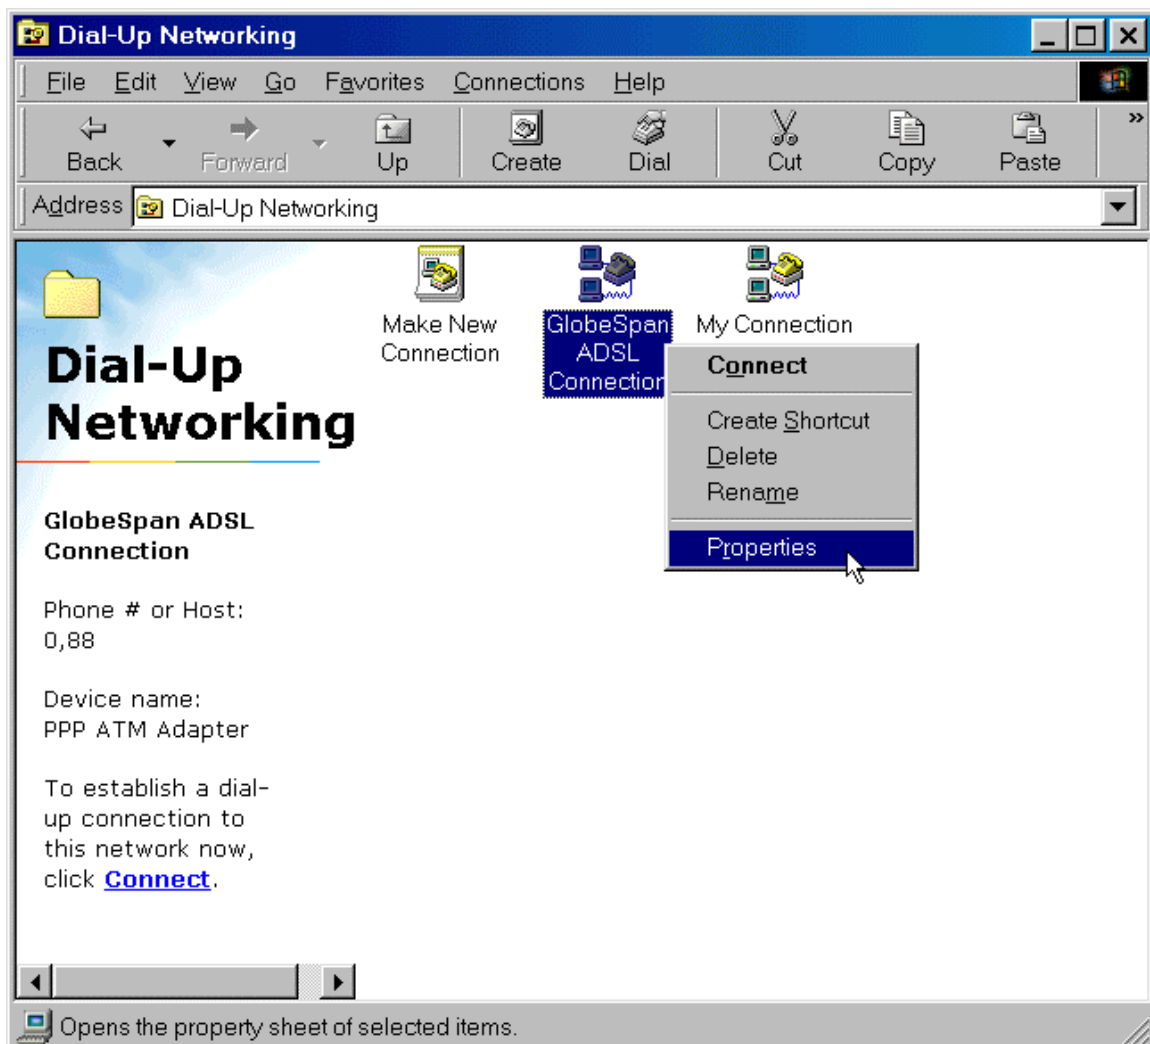 Dial-Up Networking
File Edit View Go Favorites Connections Help
Back Forward Up Create Dial Cut Copy Paste »
Address Dial-Up Networking
Dial-Up
Networking
GlobeSpan ADSL
Connection
Phone # or Host:
0,88
Device name:
PPP ATM Adapter
To establish a dial-
up connection to
this network now,
click Connect.
Make New
Connection
GlobeSpan
ADSL
Connection
My Connection
Connect
Create Shortcut
Delete
Rename
Properties
Opens the property sheet of selected items.